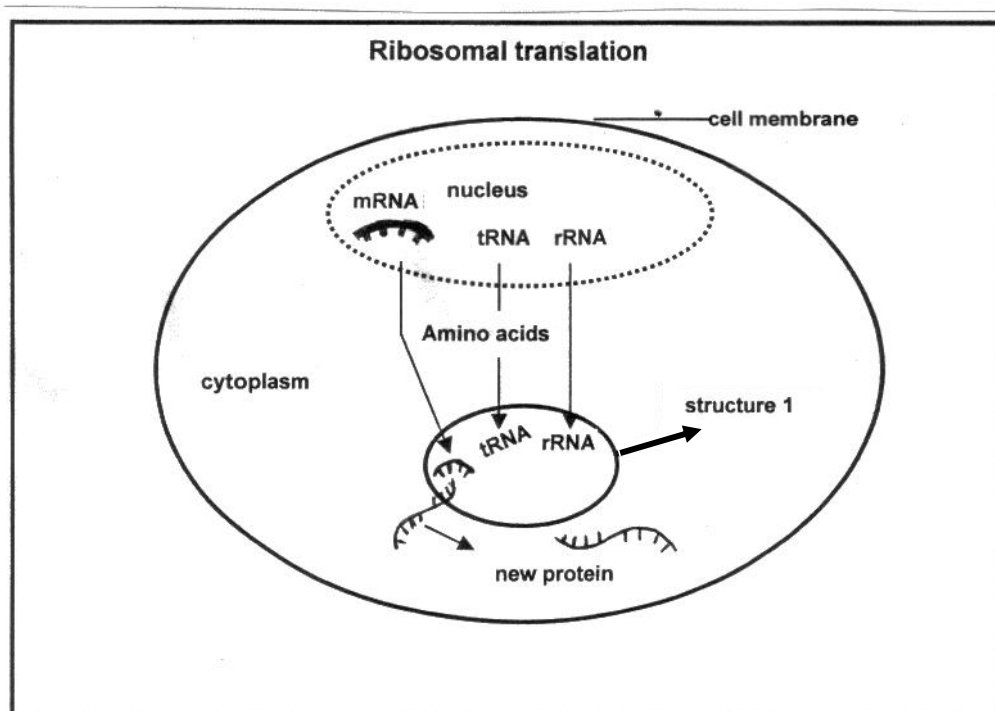 Ribosomal translation
cell membrane
nucleus
mRNA
tRNA rRNA
Amino acids
cytoplasm
structure 1
tRNA rRNA
new protein